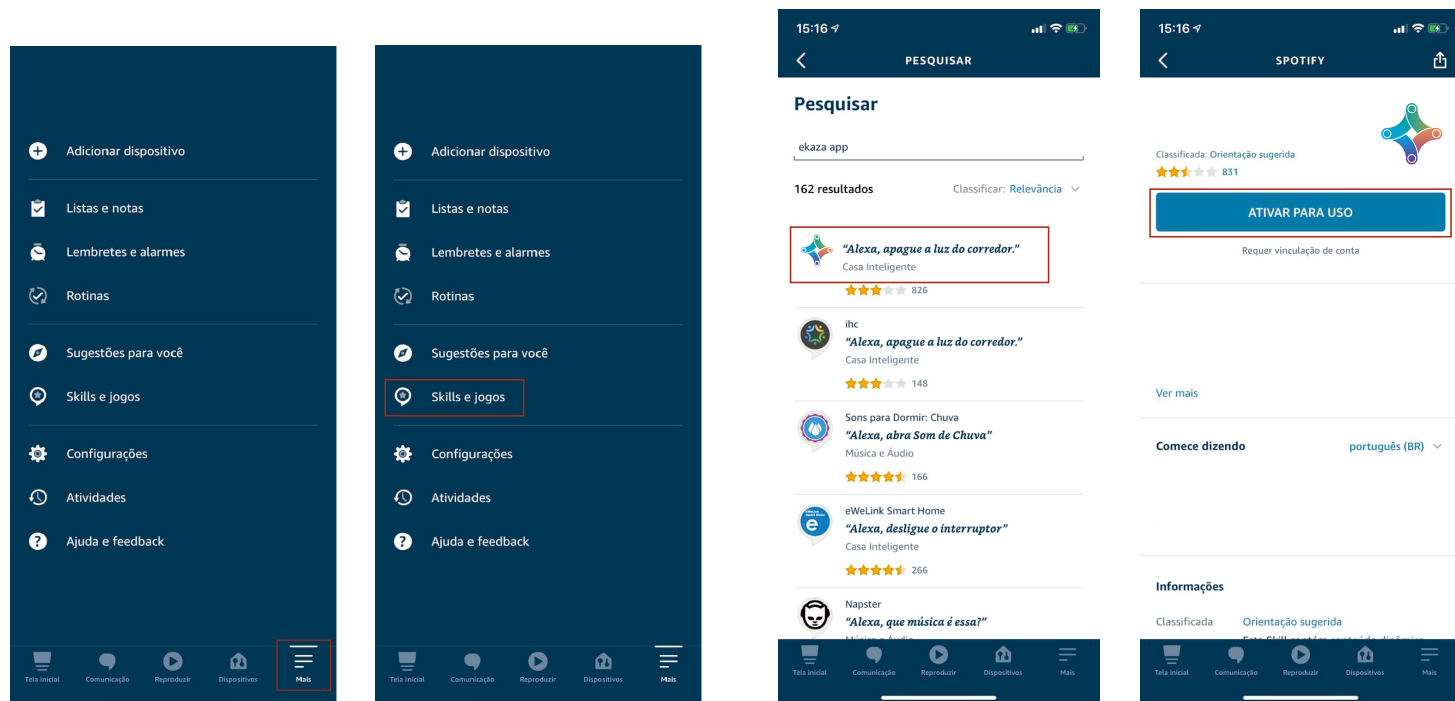 Adicionar dispositivo
Listas e notas
Lembretes e alarmes
Rotinas
Sugestões para você
Skills e jogos
Configurações
Atividades
Ajuda e feedback
Tela inicial
Comunicação
Reproduzir
Dispositivos
Mais
Adicionar dispositivo
Listas e notas
Lembretes e alarmes
Rotinas
Sugestões para você
Skills e jogos
Configurações
Atividades
Ajuda e feedback
Tela inicial
Comunicação
Reproduzir
Dispositivos
Mais
15:16
PESQUISAR
Pesquisar
ekaza app
162 resultados
Classificar: Relevância
“Alexa, apague a luz do corredor.”
Casa Inteligente
826
ihc
“Alexa, apague a luz do corredor.”
Casa Inteligente
148
Sons para Dormir: Chuva
“Alexa, abra Som de Chuva”
Música e Áudio
166
eWeLink Smart Home
“Alexa, desligue o interruptor”
Casa Inteligente
266
Napster
“Alexa, que música é essa?”
Tela inicial
Comunicação
Reproduzir
Dispositivos
Mais
15:16
SPOTIFY
Classificada: Orientação sugerida
831
ATIVAR PARA USO
Requer vinculação de conta
Ver mais
Comece dizendo
português (BR)
Informações
Classificada
Orientação sugerida
Tela inicial
Comunicação
Reproduzir
Dispositivos
Mais